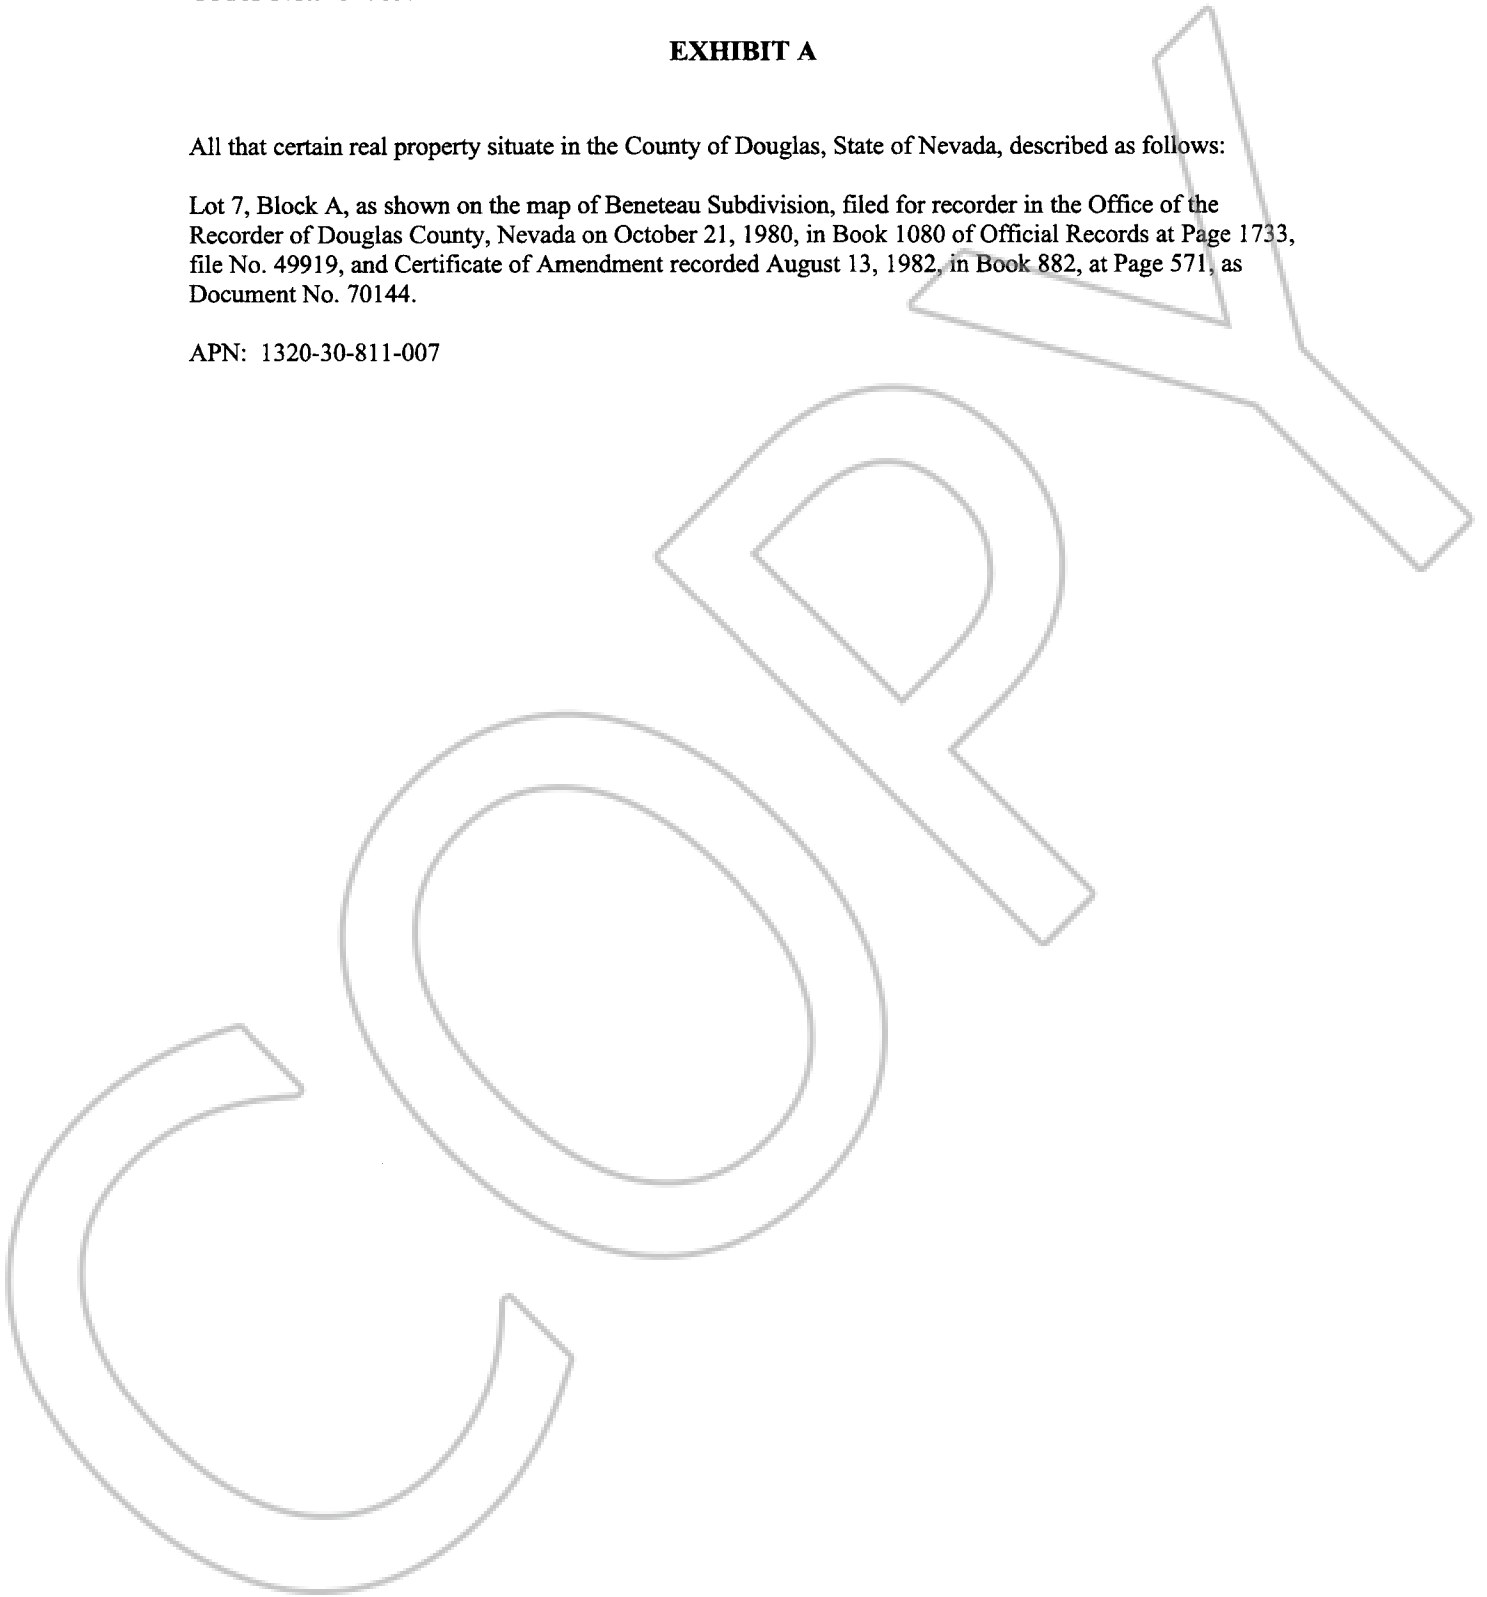 EXHIBIT A
All that certain real property situate in the County of Douglas, State of Nevada, described as follows:
Lot 7, Block A, as shown on the map of Beneteau Subdivision, filed for recorder in the Office of the
Recorder of Douglas County, Nevada on October 21, 1980, in Book 1080 of Official Records at Page 1733,
file No. 49919, and Certificate of Amendment recorded August 13, 1982, in Book 882, at Page 571, as
Document No. 70144.
APN: 1320-30-811-007
COPY